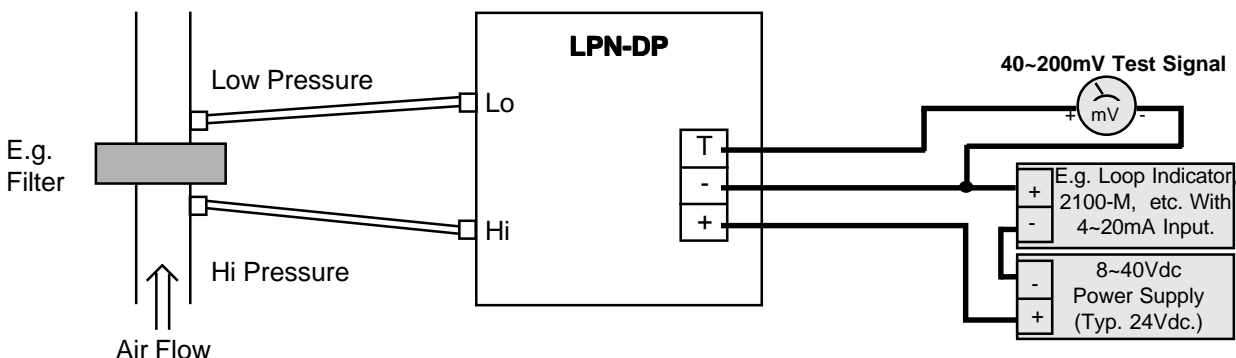 LPN-DP
40~200mV Test Signal
Low Pressure
Lo
+ mV -
E.g.
Filter
T
-
+
+
-
E.g. Loop Indicator,
2100-M, etc. With
4~20mA Input.
Hi
Hi Pressure
-
+
8~40Vdc
Power Supply
(Typ. 24Vdc.)
Air Flow